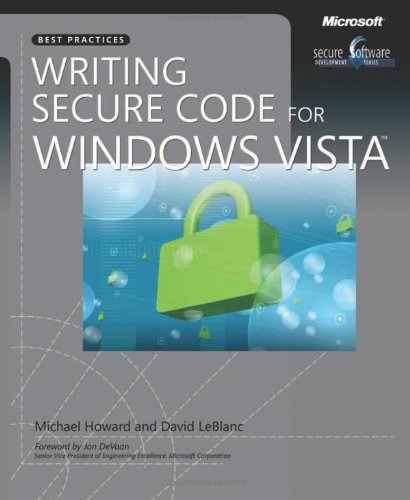 Microsoft
BEST PRACTICES
secure Software
DEVELOPMENT SERIES
WRITING
SECURE CODE FOR
WINDOWS VISTA™
Michael Howard and David LeBlanc
Foreword by Jon DeVaan
Senior Vice President of Engineering Excellence, Microsoft Corporation